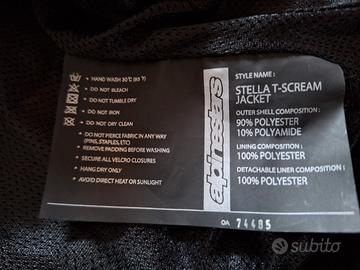 HAND WASH 30°C (85 °F)
DO NOT BLEACH
DO NOT TUMBLE DRY
DO NOT IRON
DO NOT DRY CLEAN
• DO NOT PIERCE FABRIC IN ANY WAY
(PINS, STAPLES, ETC)
• REMOVE PADDING BEFORE WASHING
• SECURE ALL VELCRO CLOSURES
• HANG DRY ONLY
• AVOID DIRECT HEAT OR SUNLIGHT
alpinestars
STYLE NAME :
STELLA T-SCREAM
JACKET
OUTER SHELL COMPOSITION :
90% POLYESTER
10% POLYAMIDE
LINING COMPOSITION :
100% POLYESTER
DETACHABLE LINER COMPOSITION :
100% POLYESTER
OA 74485
subito